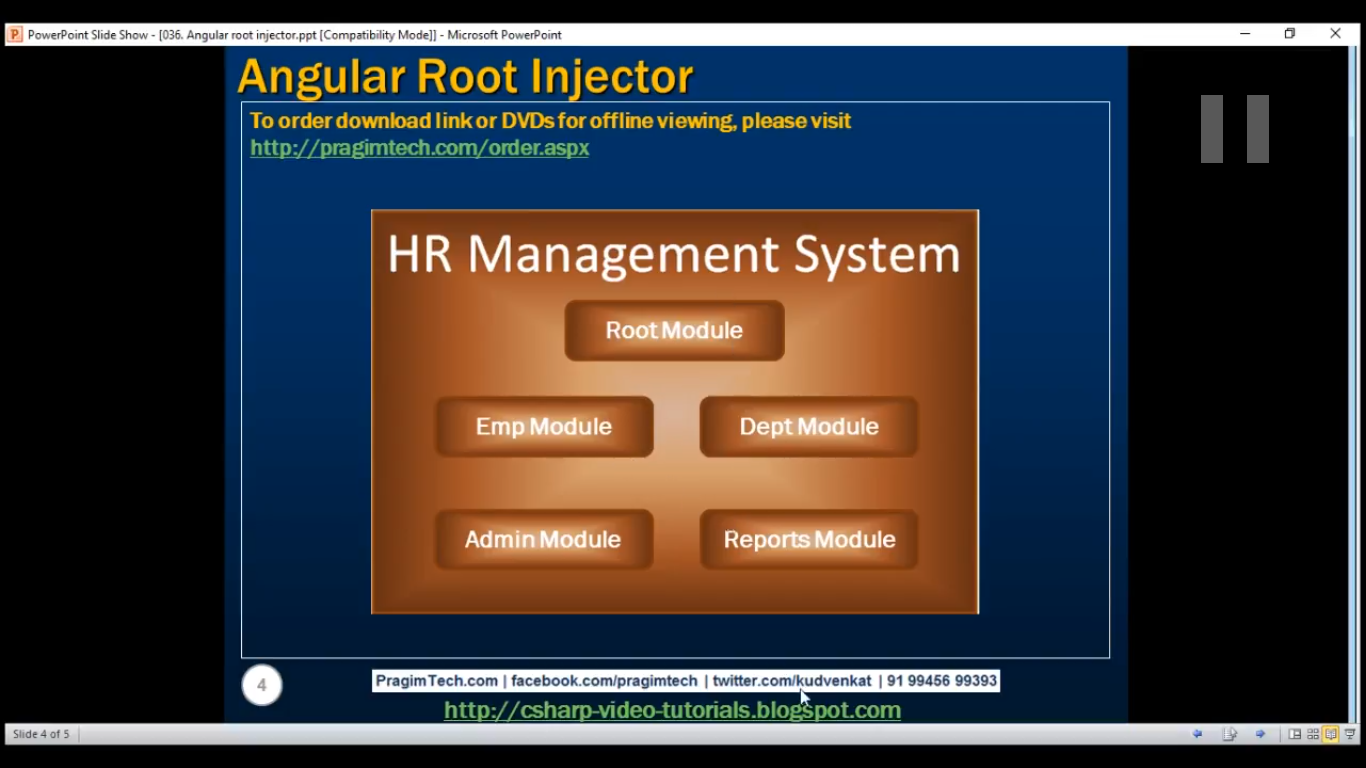 PowerPoint Slide Show - [036. Angular root injector.ppt [Compatibility Mode]] - Microsoft PowerPoint
Angular Root Injector
To order download link or DVDs for offline viewing, please visit
http://pragimtech.com/order.aspx
HR Management System
Root Module
Emp Module
Dept Module
Admin Module
Reports Module
4
PragimTech.com | facebook.com/pragimtech | twitter.com/kudvenkat | 91 99456 99393
http://csharp-video-tutorials.blogspot.com
Slide 4 of 5